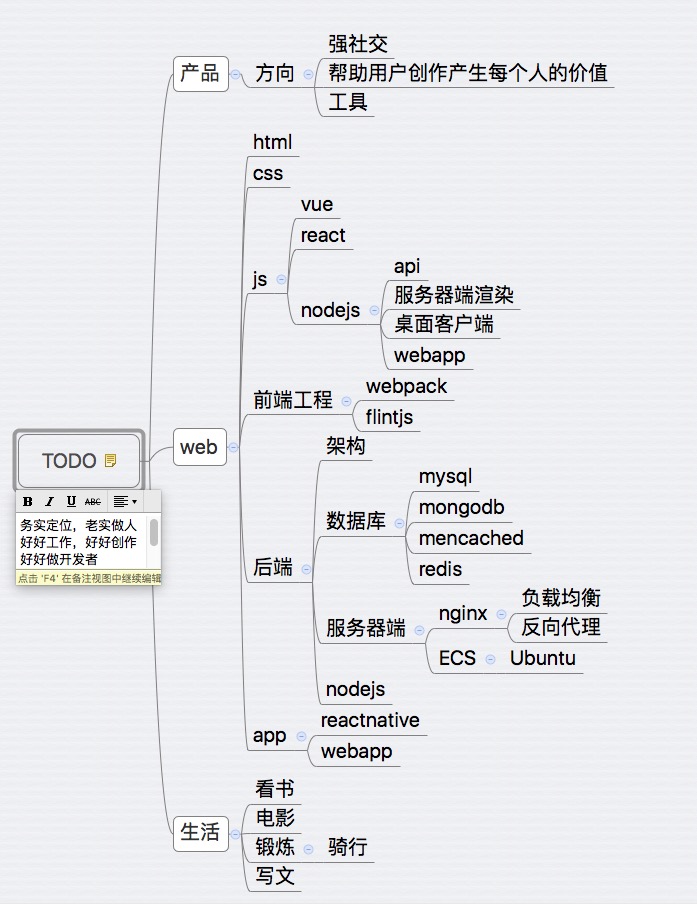 强社交
产品
方向
帮助用户创作产生每个人的价值
工具
html
css
vue
react
js
api
服务器端渲染
nodejs
桌面客户端
webapp
前端工程
webpack
flintjs
web
架构
TODO
mysql
数据库
mongodb
mencached
redis
B I U ABC
务实定位，老实做人
好好工作，好好创作
好好做开发者
点击 'F4' 在备注视图中继续编辑
后端
负载均衡
nginx
反向代理
服务器端
ECS
Ubuntu
nodejs
app
reactnative
webapp
看书
生活
电影
锻炼
骑行
写文